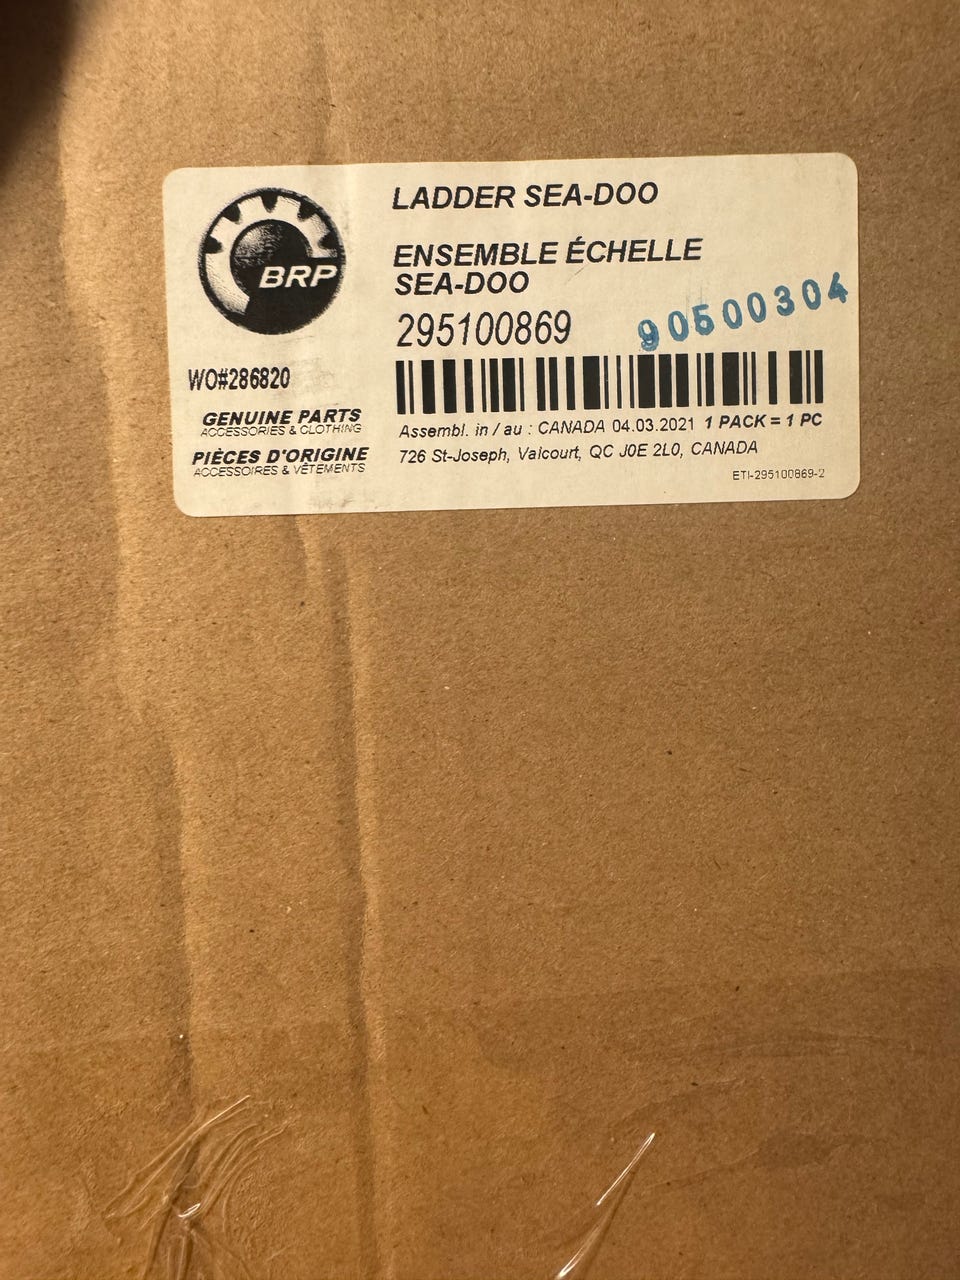 BRP
WO#286820
GENUINE PARTS
ACCESSORIES & CLOTHING
PIÈCES D'ORIGINE
ACCESSOIRES & VÊTEMENTS
LADDER SEA-DOO
ENSEMBLE ÉCHELLE
SEA-DOO
295100869
90500304
Assembl. in / au : CANADA 04.03.2021 1 PACK = 1 PC
726 St-Joseph, Valcourt, QC J0E 2L0, CANADA
ETI-295100869-2